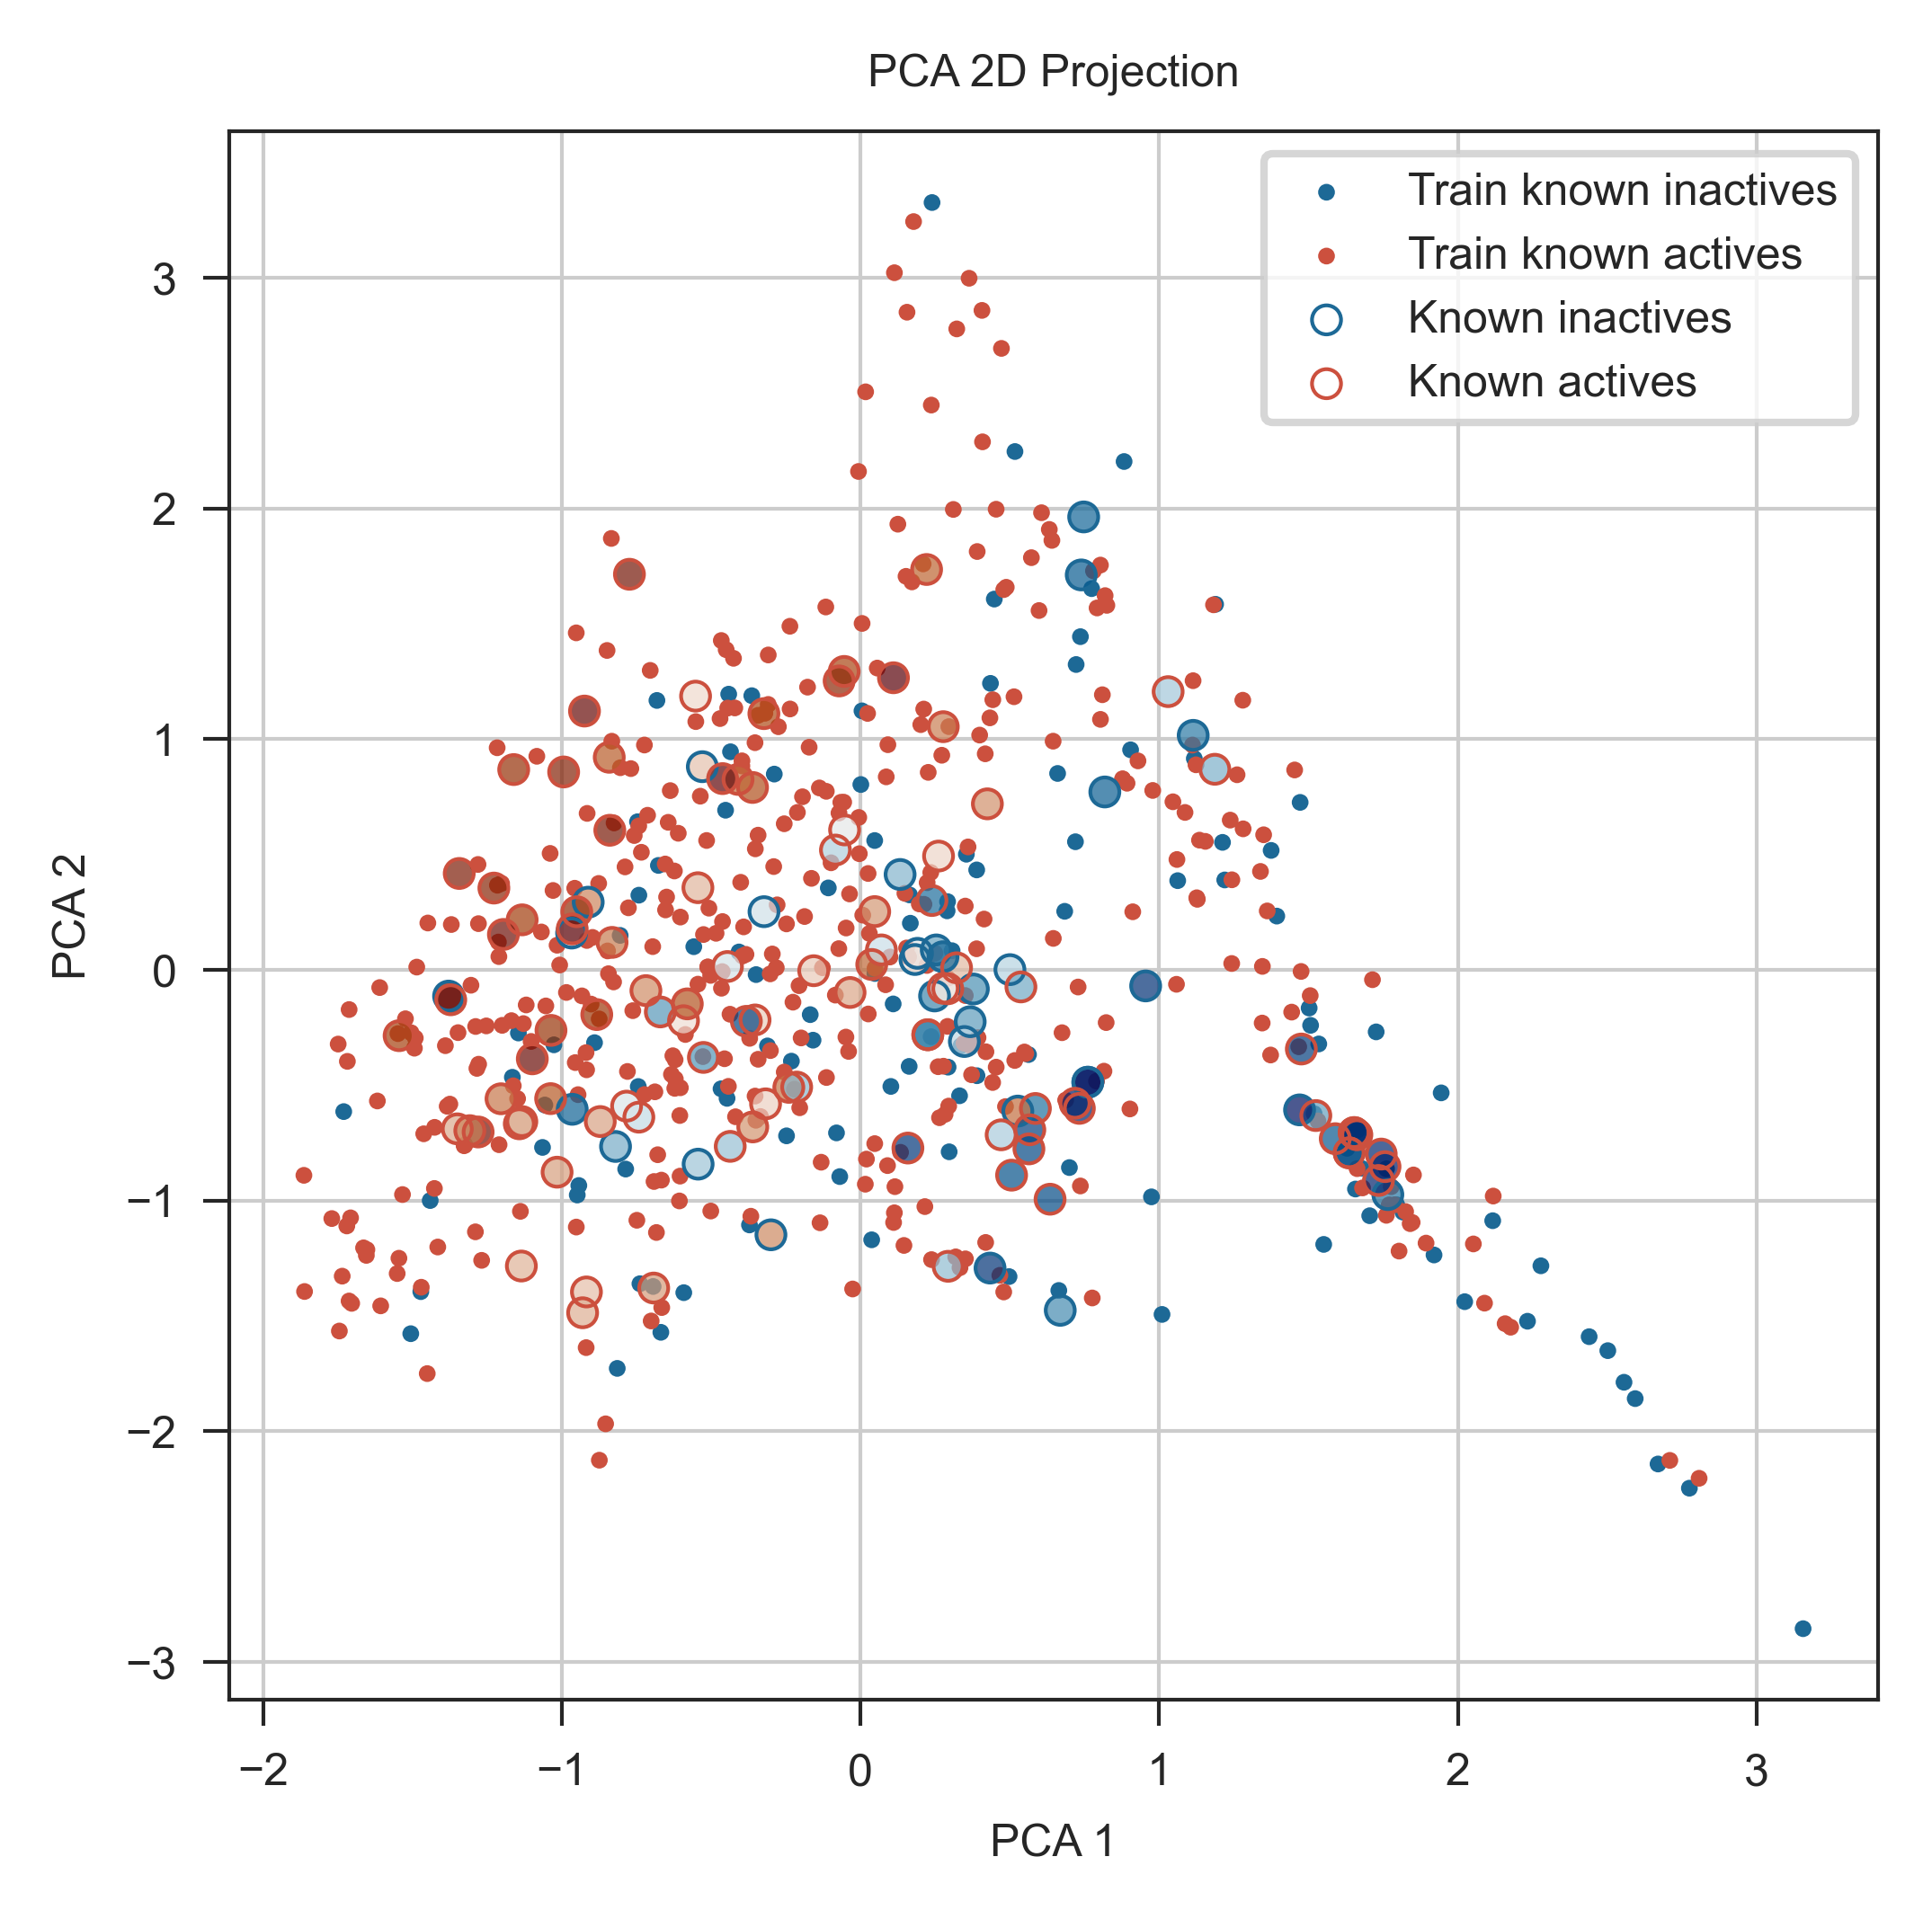 PCA 2D Projection
Train known inactives
Train known actives
Known inactives
Known actives
3
2
1
0
−1
−2
−3
PCA 2
−2
−1
0
1
2
3
PCA 1